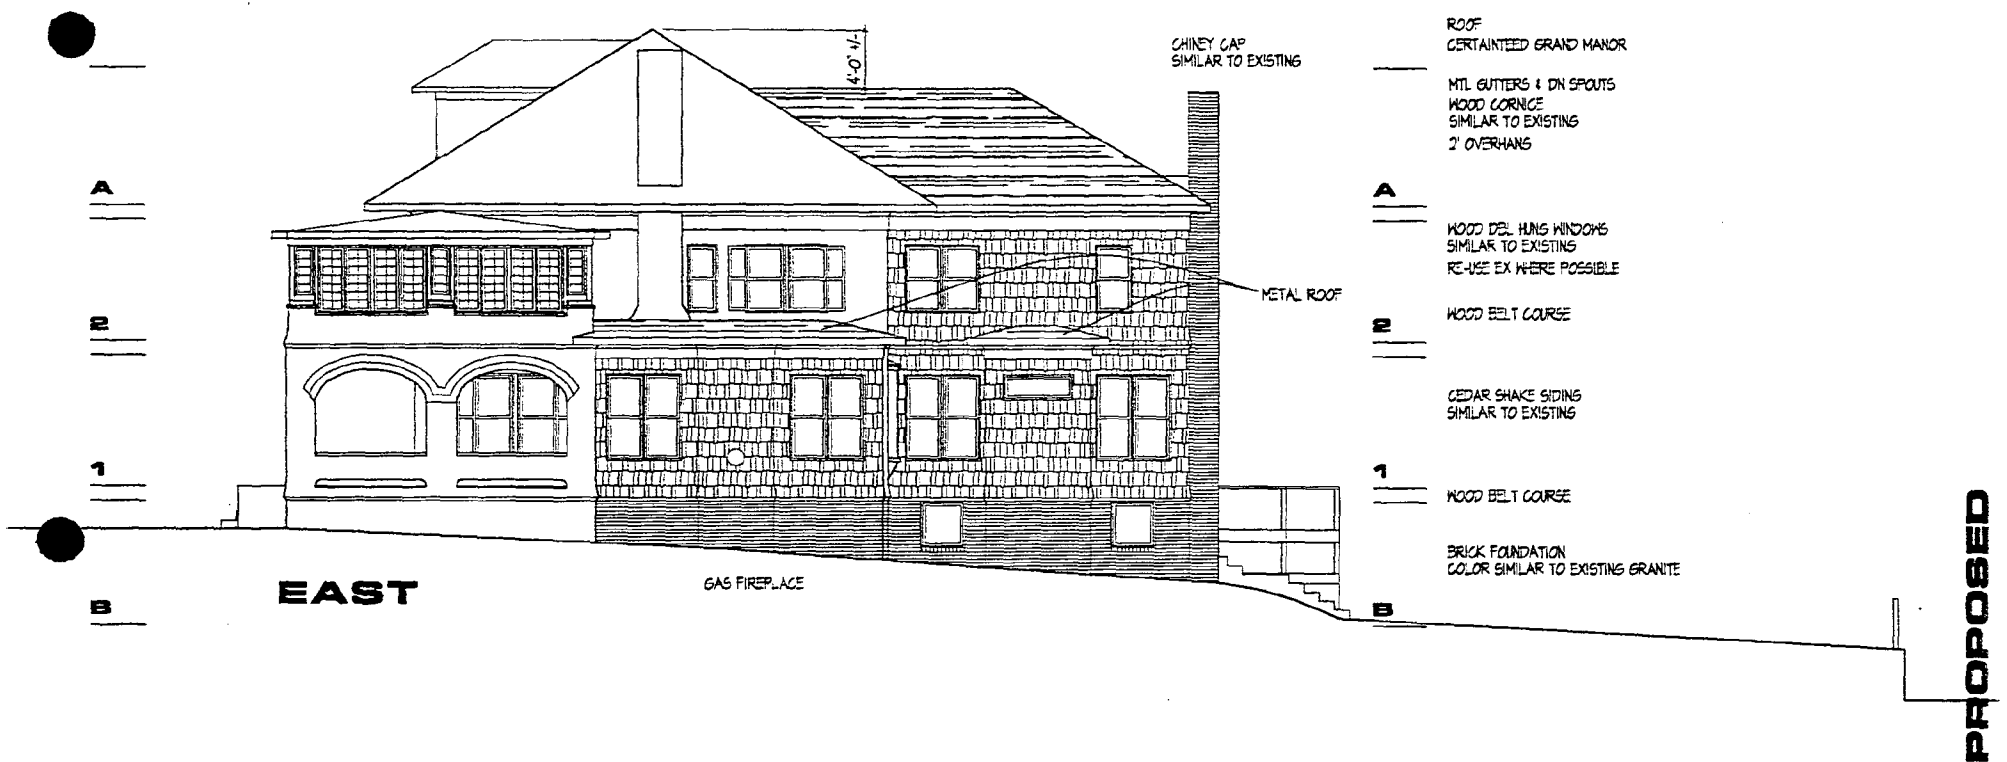 4'-0" +/-
CHINEY CAP
SIMILAR TO EXISTING
ROOF
CERTAINTEED GRAND MANOR
MTL GUTTERS & DN SPOUTS
WOOD CORNICE
SIMILAR TO EXISTING
2' OVERHANG
A
A
WOOD DBL HUNG WINDOWS
SIMILAR TO EXISTING
RE-USE EX WHERE POSSIBLE
METAL ROOF
WOOD BELT COURSE
2
2
CEDAR SHAKE SIDING
SIMILAR TO EXISTING
1
1
WOOD BELT COURSE
BRICK FOUNDATION
COLOR SIMILAR TO EXISTING GRANITE
EAST
GAS FIREPLACE
B
B
PROPOSED